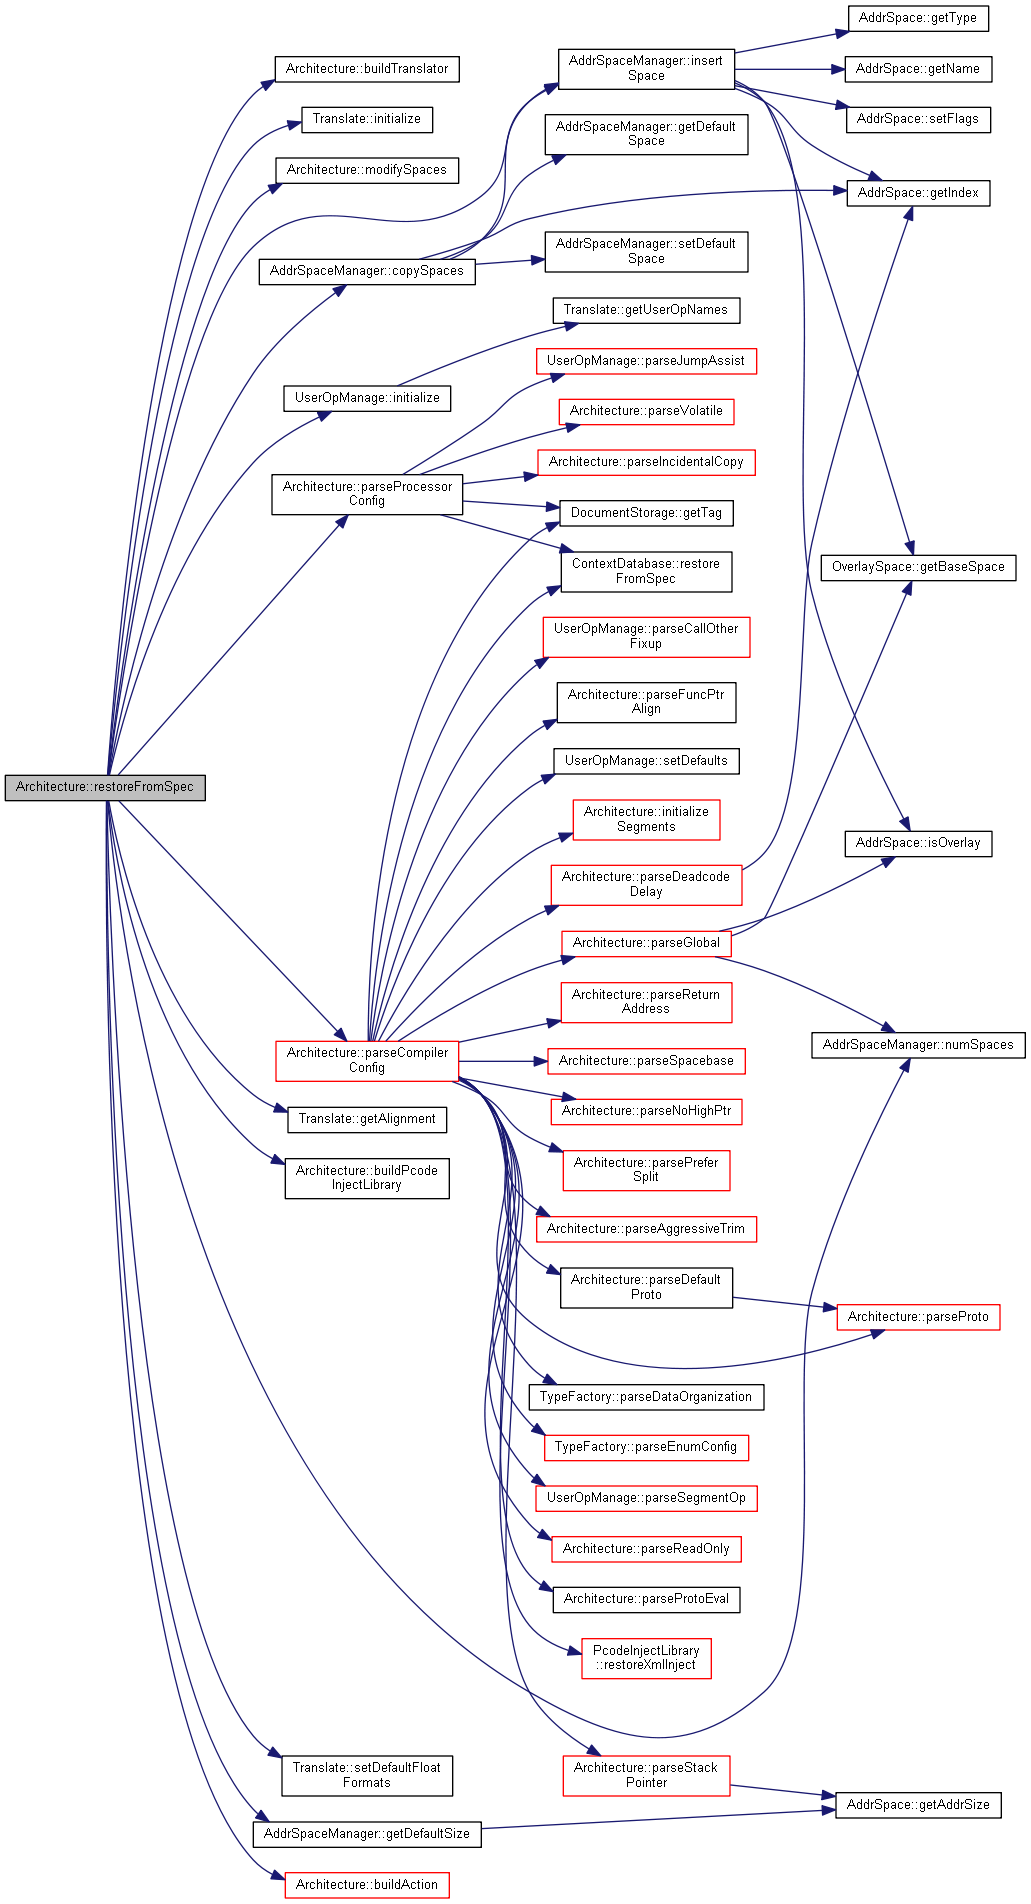 AddrSpace::getType
AddrSpaceManager::insert
Space
Architecture::buildTranslator
AddrSpace::getName
Translate::initialize
AddrSpace::setFlags
AddrSpaceManager::getDefault
Space
Architecture::modifySpaces
AddrSpace::getIndex
AddrSpaceManager::setDefault
Space
AddrSpaceManager::copySpaces
Translate::getUserOpNames
UserOpManage::parseJumpAssist
UserOpManage::initialize
Architecture::parseVolatile
Architecture::parseIncidentalCopy
Architecture::parseProcessor
Config
DocumentStorage::getTag
ContextDatabase::restore
FromSpec
OverlaySpace::getBaseSpace
UserOpManage::parseCallOther
Fixup
Architecture::parseFuncPtr
Align
UserOpManage::setDefaults
Architecture::restoreFromSpec
Architecture::initialize
Segments
AddrSpace::isOverlay
Architecture::parseDeadcode
Delay
Architecture::parseGlobal
Architecture::parseReturn
Address
AddrSpaceManager::numSpaces
Architecture::parseCompiler
Config
Architecture::parseSpacebase
Architecture::parseNoHighPtr
Translate::getAlignment
Architecture::parsePrefer
Split
Architecture::buildPcode
InjectLibrary
Architecture::parseAggressiveTrim
Architecture::parseDefault
Proto
Architecture::parseProto
TypeFactory::parseDataOrganization
TypeFactory::parseEnumConfig
UserOpManage::parseSegmentOp
Architecture::parseReadOnly
Architecture::parseProtoEval
PcodeInjectLibrary
::restoreXmlInject
Translate::setDefaultFloat
Formats
Architecture::parseStack
Pointer
AddrSpace::getAddrSize
AddrSpaceManager::getDefaultSize
Architecture::buildAction